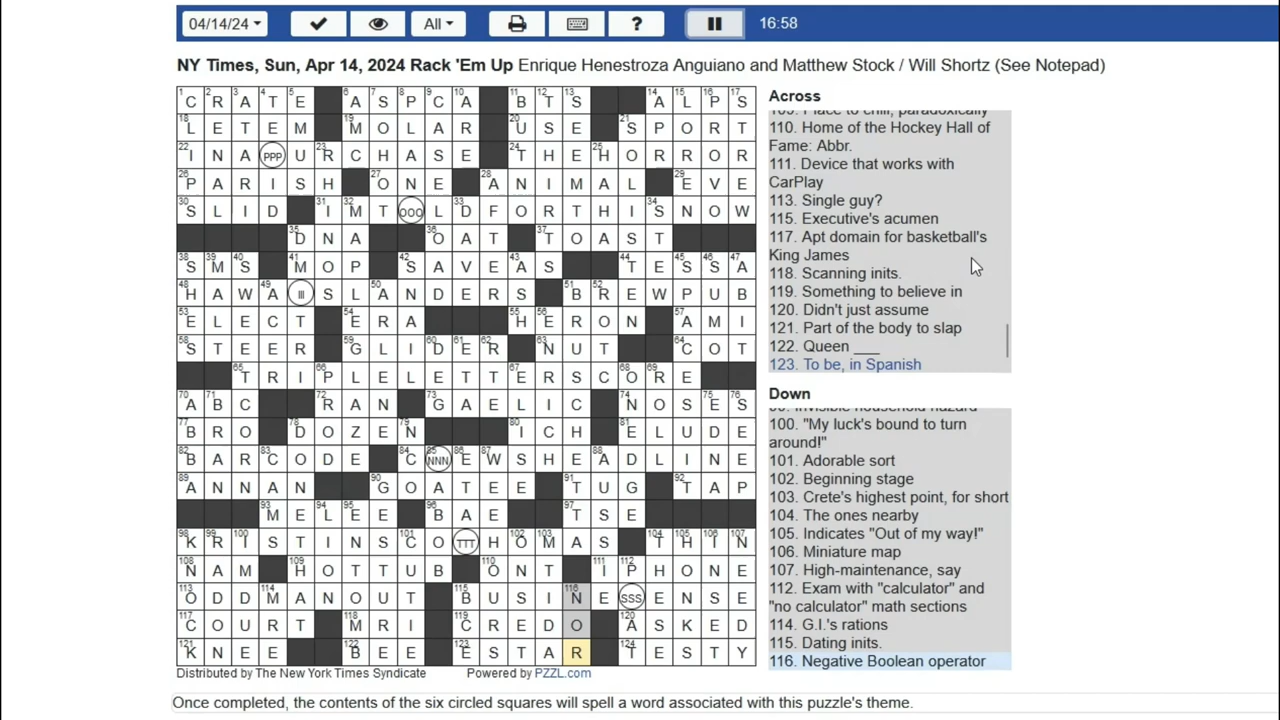 04/14/24 All ? 16:58
NY Times, Sun, Apr 14, 2024 Rack 'Em Up Enrique Henestroza Anguiano and Matthew Stock / Will Shortz (See Notepad)
C R A T E A S P C A B T S A L P S
L E T E M M O L A R U S E S P O R T
I N A PPP U R C H A S E T H E H O R R O R
P A R I S H O N E A N I M A L E V E
S L I D I M T OOO L D F O R T H I S N O W
D N A O A T T O A S T
S M S M O P S A V E A S T E S S A
H A W A III S L A N D E R S B R E W P U B
E L E C T E R A H E R O N A M I
S T E E R G L I D E R N U T C O T
T R I P L E L E T T E R S C O R E
A B C R A N G A E L I C N O S E S
B R O D O Z E N I C H E L U D E
B A R C O D E C NNN E W S H E A D L I N E
A N N A N G O A T E E T U G T A P
M E L E E B A E T S E
K R I S T I N S C O TTT H O M A S T H I N
N A M H O T T U B O N T I P H O N E
O D D M A N O U T B U S I N E SSS E N S E
C O U R T M R I C R E D O A S K E D
K N E E B E E E S T A R T E S T Y
Distributed by The New York Times Syndicate Powered by PZZL.com
Across
110. Home of the Hockey Hall of
Fame: Abbr.
111. Device that works with
CarPlay
113. Single guy?
115. Executive's acumen
117. Apt domain for basketball's
King James
118. Scanning inits.
119. Something to believe in
120. Didn't just assume
121. Part of the body to slap
122. Queen ___
123. To be, in Spanish
Down
100. "My luck's bound to turn
around!"
101. Adorable sort
102. Beginning stage
103. Crete's highest point, for short
104. The ones nearby
105. Indicates "Out of my way!"
106. Miniature map
107. High-maintenance, say
112. Exam with "calculator" and
"no calculator" math sections
114. G.I.'s rations
115. Dating inits.
116. Negative Boolean operator
Once completed, the contents of the six circled squares will spell a word associated with this puzzle's theme.